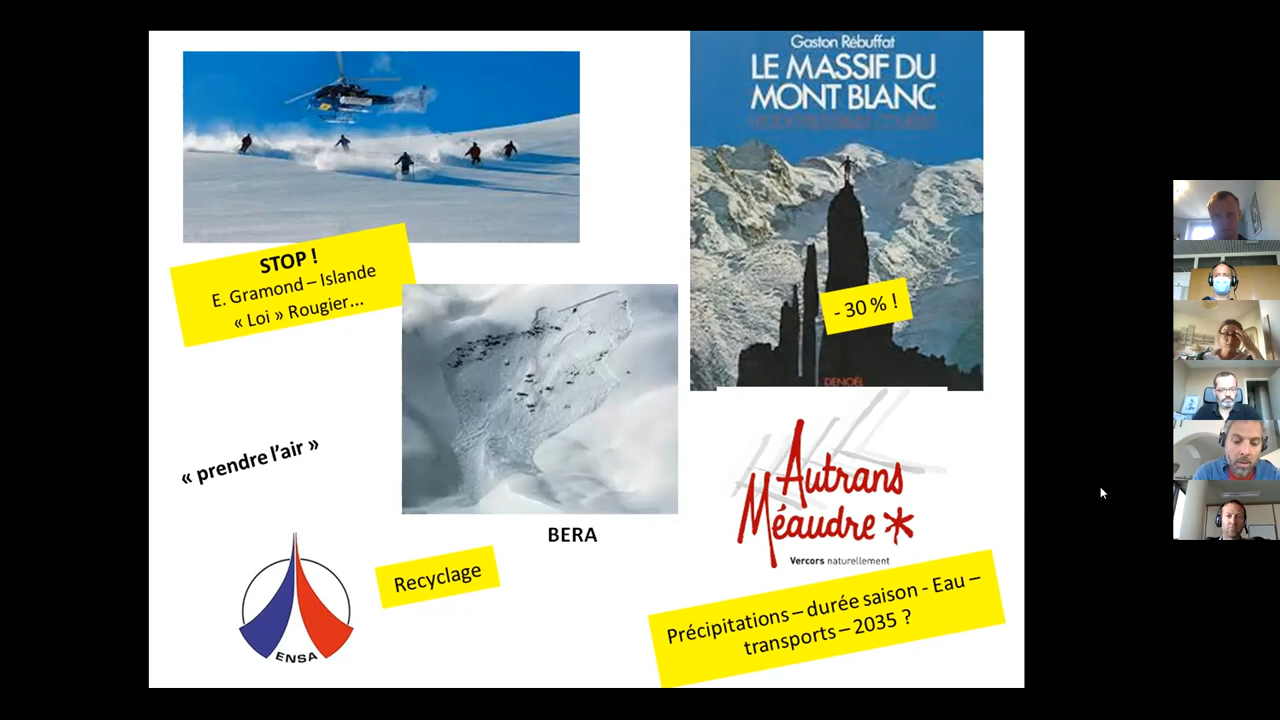 Gaston Rébuffat
LE MASSIF DU
MONT BLANC
STOP !
E. Gramond – Islande
« Loi » Rougier...
- 30 % !
DENOËL
« prendre l’air »
Autrans
Méaudre *
Vercors naturellement
BERA
Recyclage
ENSA
Précipitations – durée saison - Eau –
transports – 2035 ?